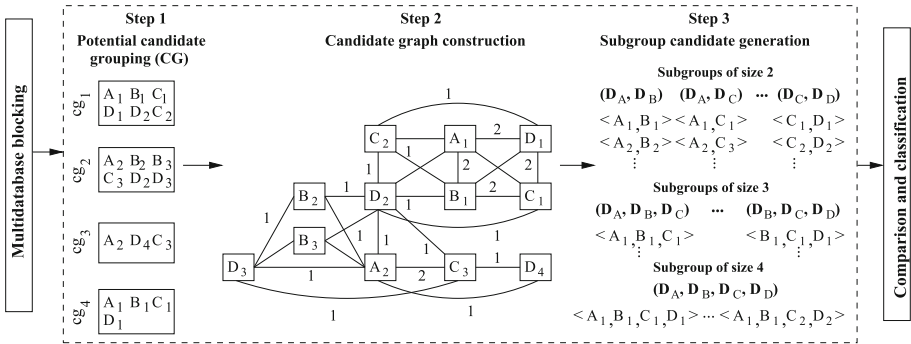 Multidatabase blocking
Step 1
Potential candidate
grouping (CG)
cg1
A1 B1 C1
D1 D2 C2
cg2
A2 B2 B3
C3 D2 D3
cg3
A2 D4 C3
cg4
A1 B1 C1
D1
Step 2
Candidate graph construction
1
C2 A1 2 D1
1 1 2 2
B2 1 D2 1 B1 2 C1
1 1
B3 1 1 1
D3 1 A2 2 C3 1 D4
1 1
Step 3
Subgroup candidate generation
Subgroups of size 2
(DA, DB) (DA, DC) ··· (DC, DD)
<A1,B1> <A1,C1> <C1,D1>
<A2,B2> <A2,C3> <C2,D2>
⋮ ⋮ ⋮
Subgroups of size 3
(DA, DB, DC) ··· (DB, DC, DD)
<A1,B1,C1> <B1,C1,D1>
⋮ ⋮
Subgroup of size 4
(DA, DB, DC, DD)
<A1,B1,C1,D1> ··· <A1,B1,C2,D2>
Comparison and classification